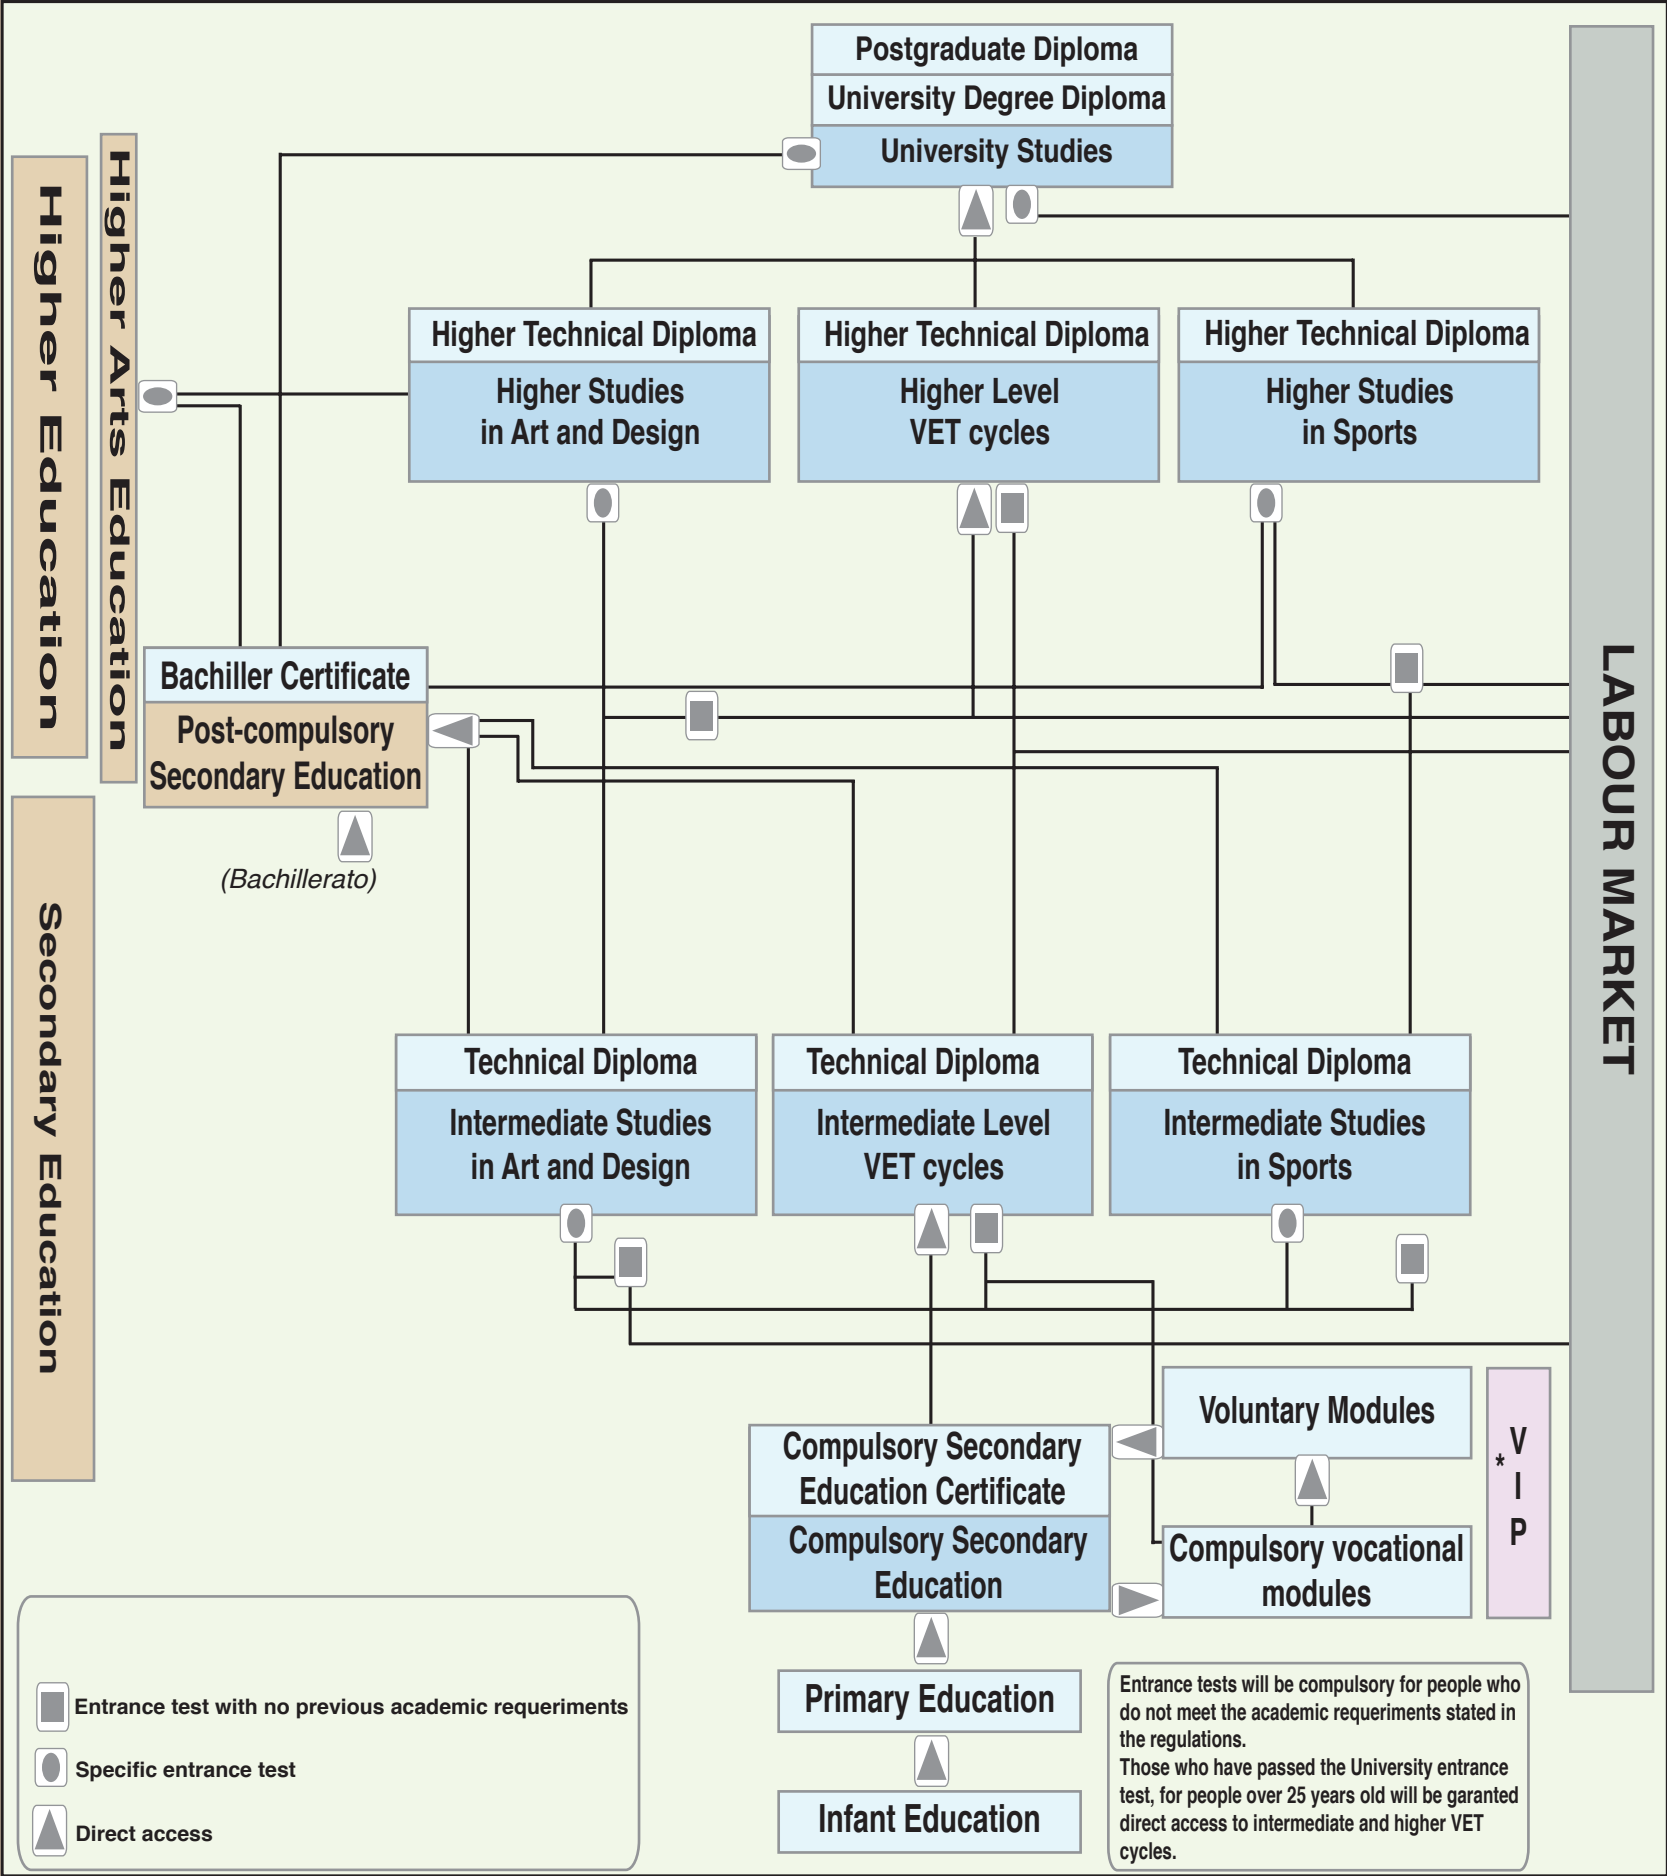 Postgraduate Diploma
University Degree Diploma
University Studies
Higher Education
Higher Arts Education
Higher Technical Diploma
Higher Studies
in Art and Design
Higher Technical Diploma
Higher Level
VET cycles
Higher Technical Diploma
Higher Studies
in Sports
LABOUR MARKET
Bachiller Certificate
Post-compulsory
Secondary Education
(Bachillerato)
Secondary Education
Technical Diploma
Intermediate Studies
in Art and Design
Technical Diploma
Intermediate Level
VET cycles
Technical Diploma
Intermediate Studies
in Sports
Voluntary Modules
* V
I
P
Compulsory Secondary
Education Certificate
Compulsory Secondary
Education
Compulsory vocational
modules
Primary Education
Infant Education
Entrance test with no previous academic requeriments
Specific entrance test
Direct access
Entrance tests will be compulsory for people who
do not meet the academic requeriments stated in
the regulations.
Those who have passed the University entrance
test, for people over 25 years old will be garanted
direct access to intermediate and higher VET
cycles.